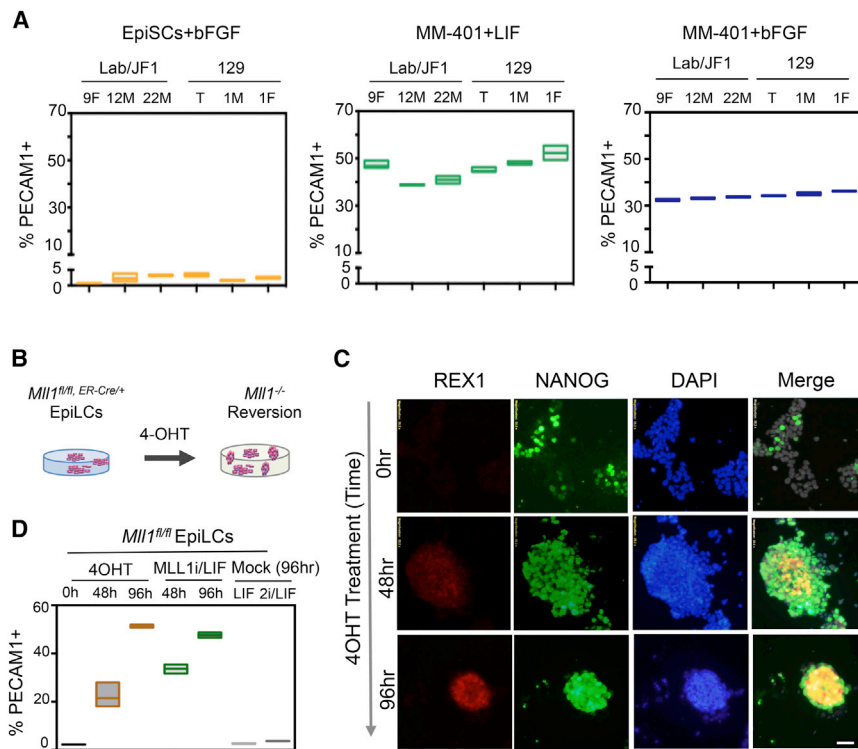 A
EpiSCs+bFGF
MM-401+LIF
MM-401+bFGF
Lab/JF1 129
9F 12M 22M T 1M 1F
Lab/JF1 129
9F 12M 22M T 1M 1F
Lab/JF1 129
9F 12M 22M T 1M 1F
% PECAM1+
70
50
30
10
5
0
% PECAM1+
70
50
30
10
5
0
% PECAM1+
70
50
30
10
5
0
B
Mll1fl/fl, ER-Cre/+
EpiLCs
4-OHT
Mll1-/-
Reversion
C
REX1 NANOG DAPI Merge
4OHT Treatment (Time)
0hr
48hr
96hr
D
Mll1fl/fl EpiLCs
4OHT MLL1i/LIF Mock (96hr)
0h 48h 96h 48h 96h LIF 2i/LIF
% PECAM1+
60
40
20
0